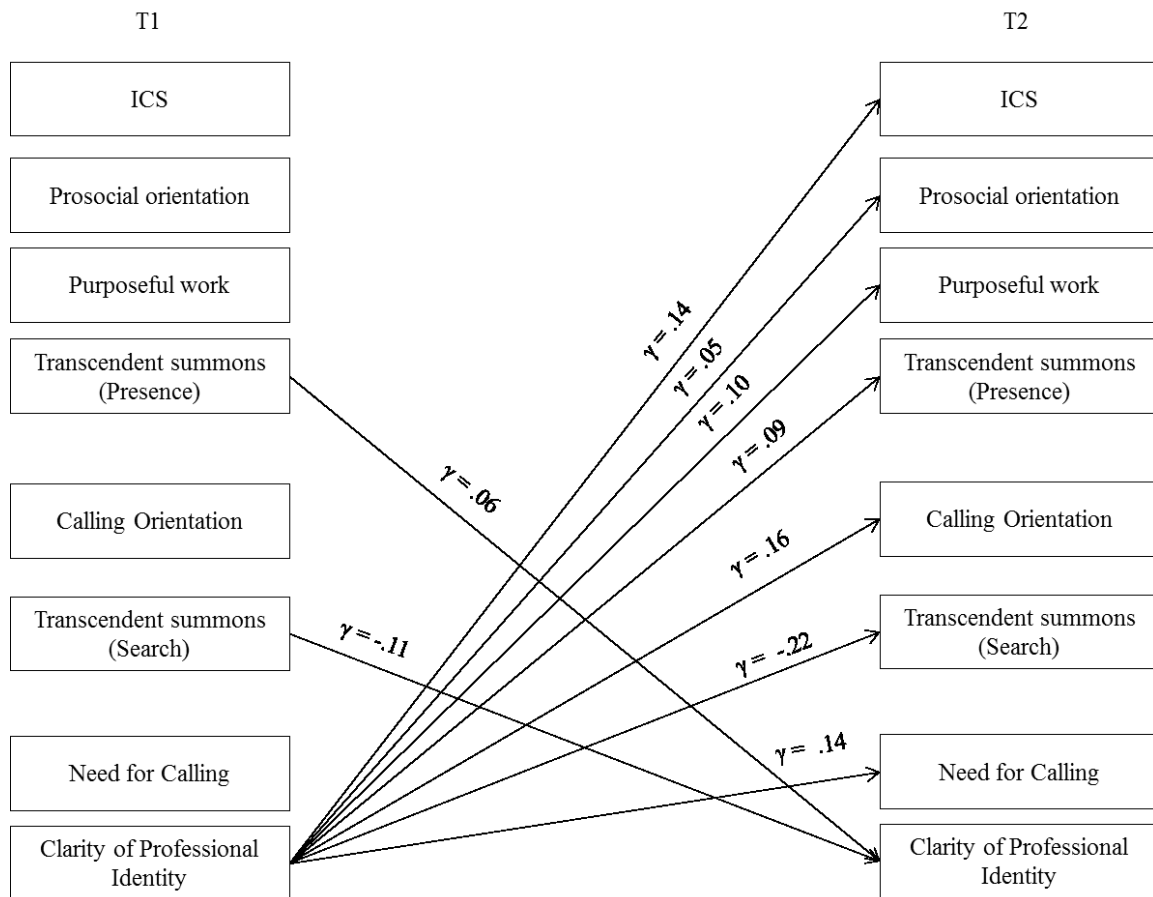 T1
T2
ICS
ICS
Prosocial orientation
Prosocial orientation
Purposeful work
Purposeful work
γ = .14
γ = .05
Transcendent summons
(Presence)
Transcendent summons
(Presence)
γ = .10
γ = .09
γ = .06
Calling Orientation
Calling Orientation
γ = .16
Transcendent summons
(Search)
Transcendent summons
(Search)
γ = -.11
γ = -.22
Need for Calling
γ = .14
Need for Calling
Clarity of Professional
Identity
Clarity of Professional
Identity